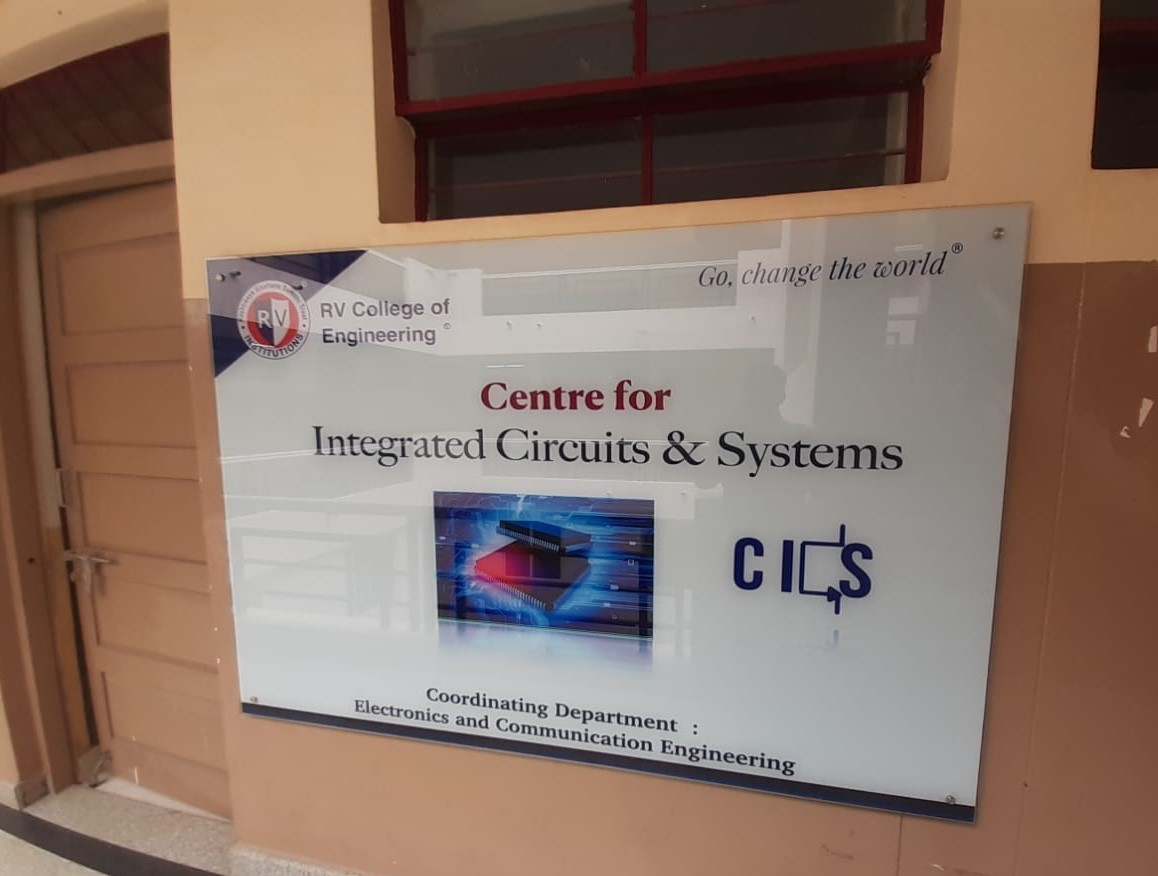 Go, change the world®
RV College of
Engineering
RV
INSTITUTIONS
Centre for
Integrated Circuits & Systems
CICS
Coordinating Department :
Electronics and Communication Engineering